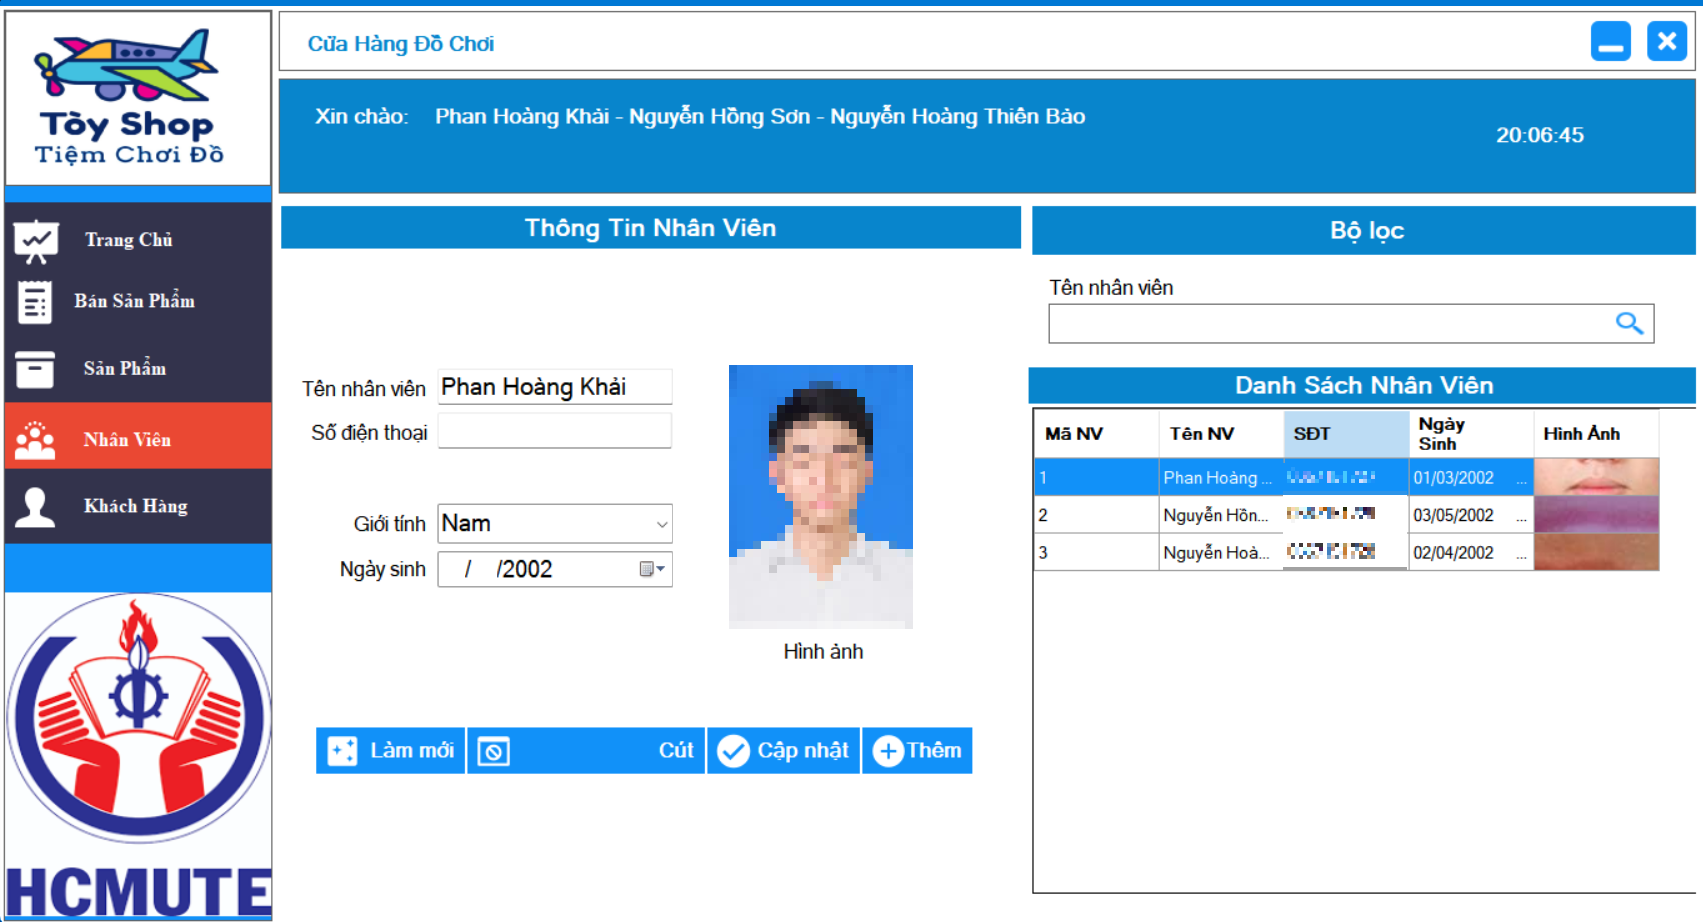 Tòy Shop
Tiệm Chơi Đồ
Cửa Hàng Đồ Chơi
Xin chào: Phan Hoàng Khải - Nguyễn Hồng Sơn - Nguyễn Hoàng Thiên Bảo
20:06:45
Trang Chủ
Bán Sản Phẩm
Sản Phẩm
Nhân Viên
Khách Hàng
HCMUTE
Thông Tin Nhân Viên
Tên nhân viên Phan Hoàng Khải
Số điện thoại
Giới tính Nam
Ngày sinh / /2002
Hình ảnh
Làm mới Cút Cập nhật Thêm
Bộ lọc
Tên nhân viên
Danh Sách Nhân Viên
Mã NV Tên NV SĐT Ngày Sinh Hình Ảnh
1 Phan Hoàng ... 01/03/2002 ...
2 Nguyễn Hồn... 03/05/2002 ...
3 Nguyễn Hoà... 02/04/2002 ...